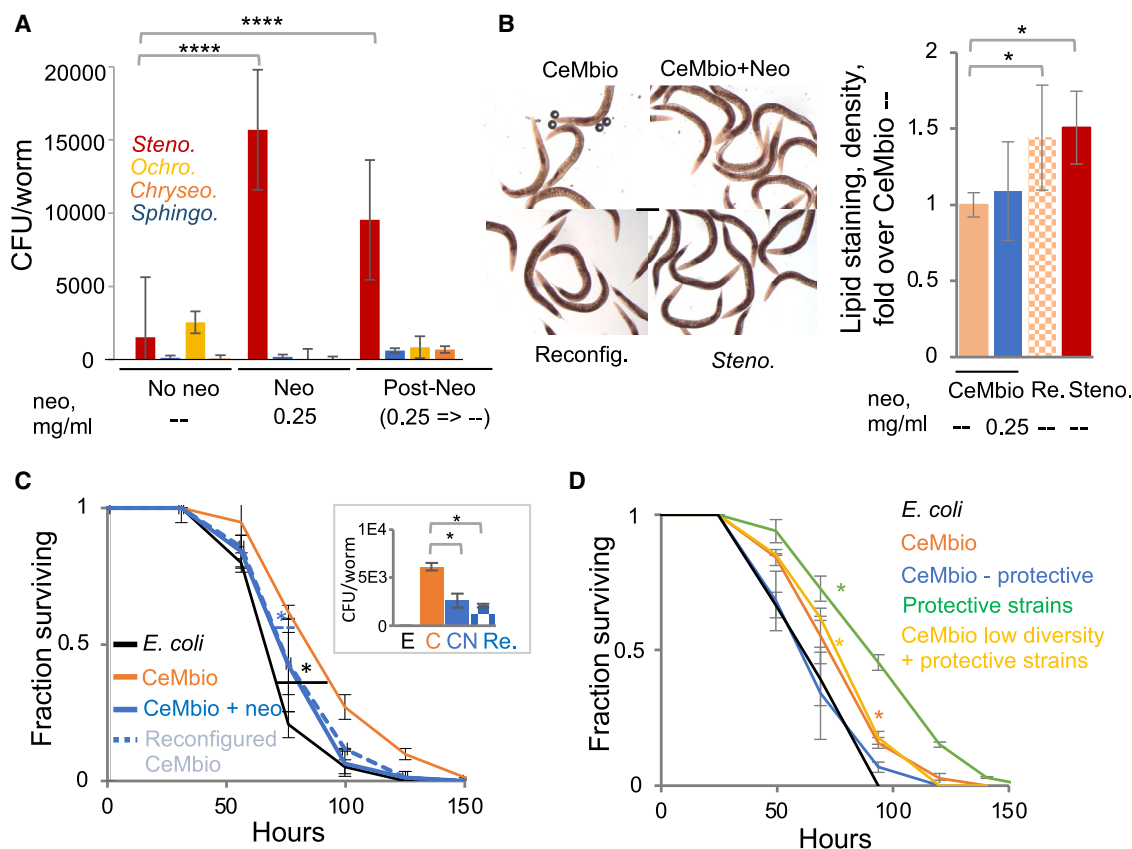 A
****
****
20000
15000
10000
5000
0
CFU/worm
Steno.
Ochro.
Chryseo.
Sphingo.
No neo
Neo
Post-Neo
neo,
mg/ml
--
0.25
(0.25 => --)
B
CeMbio
CeMbio+Neo
Reconfig.
Steno.
*
*
2
1.5
1
0.5
0
Lipid staining, density,
fold over CeMbio --
CeMbio
Re.
Steno.
neo,
mg/ml
--
0.25
--
--
C
1
0.5
0
Fraction surviving
*
*
E. coli
CeMbio
CeMbio + neo
Reconfigured
CeMbio
0
50
100
150
Hours
*
*
1E4
5E3
0
CFU/worm
E
C
CN
Re.
D
1
0.5
0
Fraction surviving
*
*
*
E. coli
CeMbio
CeMbio - protective
Protective strains
CeMbio low diversity
+ protective strains
0
50
100
150
Hours